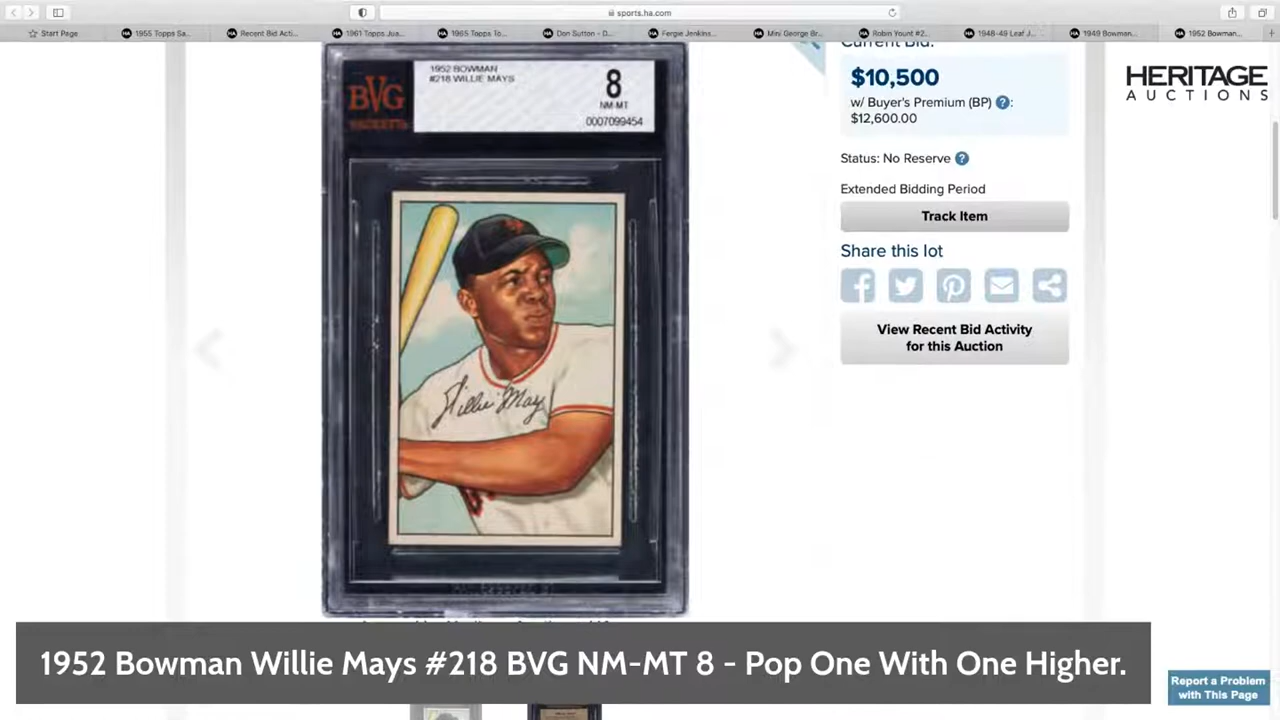 sports.ha.com
Start Page
1955 Topps Sa...
Recent Bid Acti...
1961 Topps Jua...
1965 Topps To...
Don Sutton - D...
Fergie Jenkins...
Mini George Br...
Robin Yount #2...
1948-49 Leaf J...
1949 Bowman...
1952 Bowman...
Current Bid:
$10,500
w/ Buyer's Premium (BP) ?:
$12,600.00
Status: No Reserve ?
Extended Bidding Period
Track Item
Share this lot
View Recent Bid Activity
for this Auction
HERITAGE
AUCTIONS
BVG
1952 BOWMAN
#218 WILLIE MAYS
8
NM-MT
0007099454
Willie Mays
1952 Bowman Willie Mays #218 BVG NM-MT 8 - Pop One With One Higher.
Report a Problem
with This Page